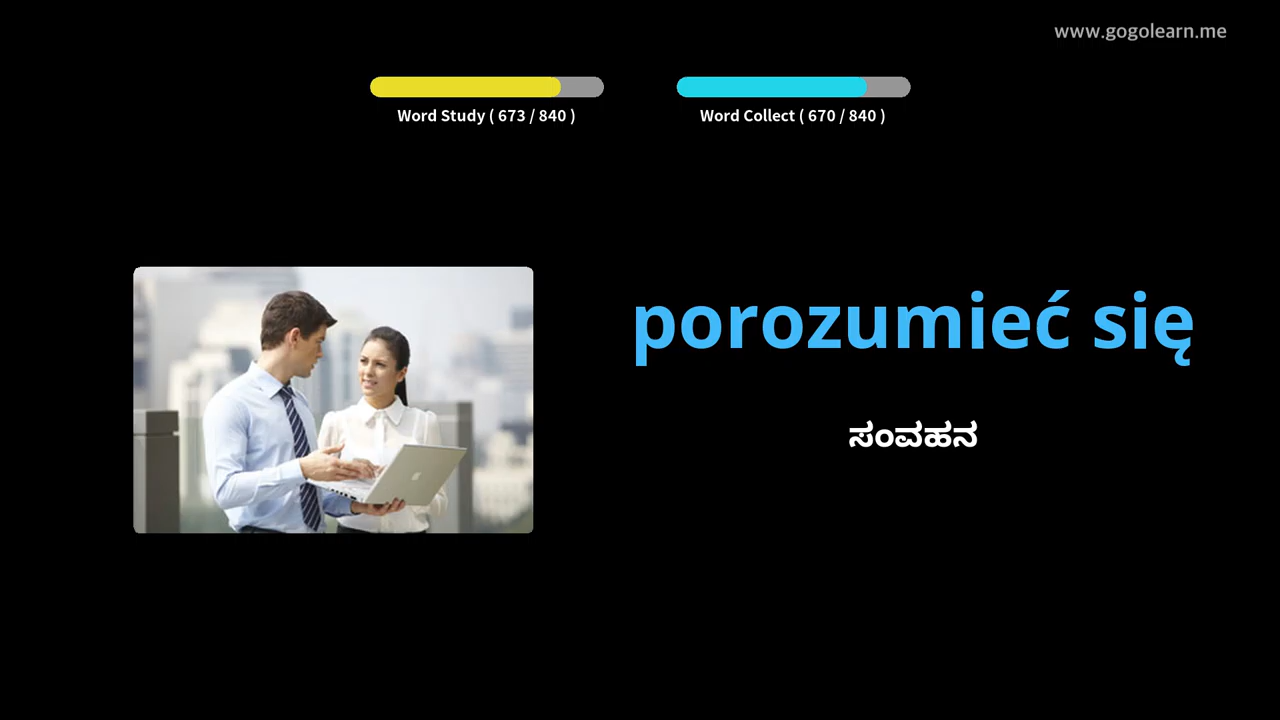 www.gogolearn.me
Word Study ( 673 / 840 )
Word Collect ( 670 / 840 )
porozumieć się
ಸಂವಹನ